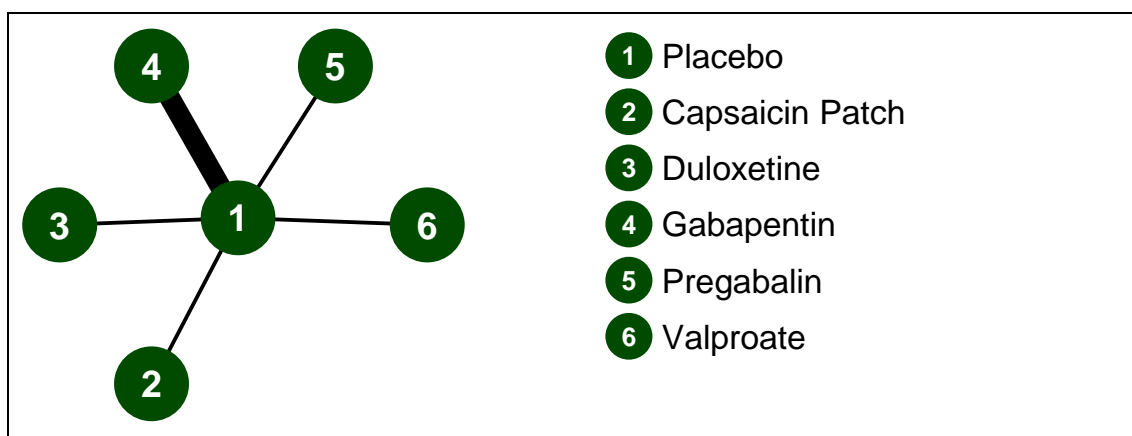 4
5
3
1
6
2
1 Placebo
2 Capsaicin Patch
3 Duloxetine
4 Gabapentin
5 Pregabalin
6 Valproate